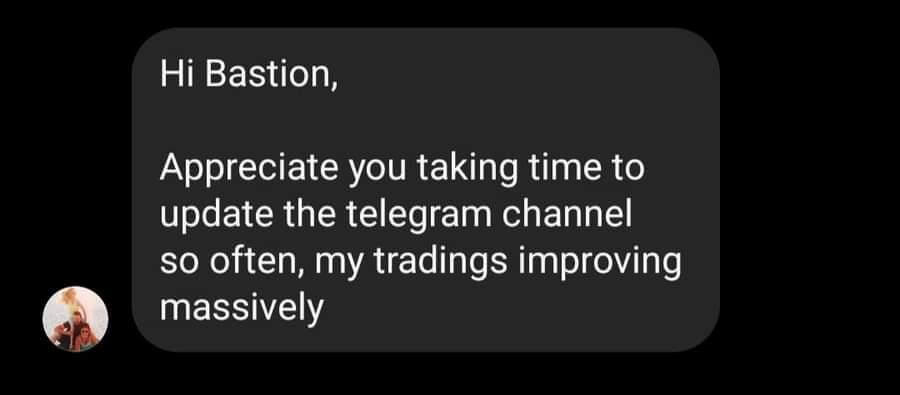 Hi Bastion,
Appreciate you taking time to
update the telegram channel
so often, my tradings improving
massively